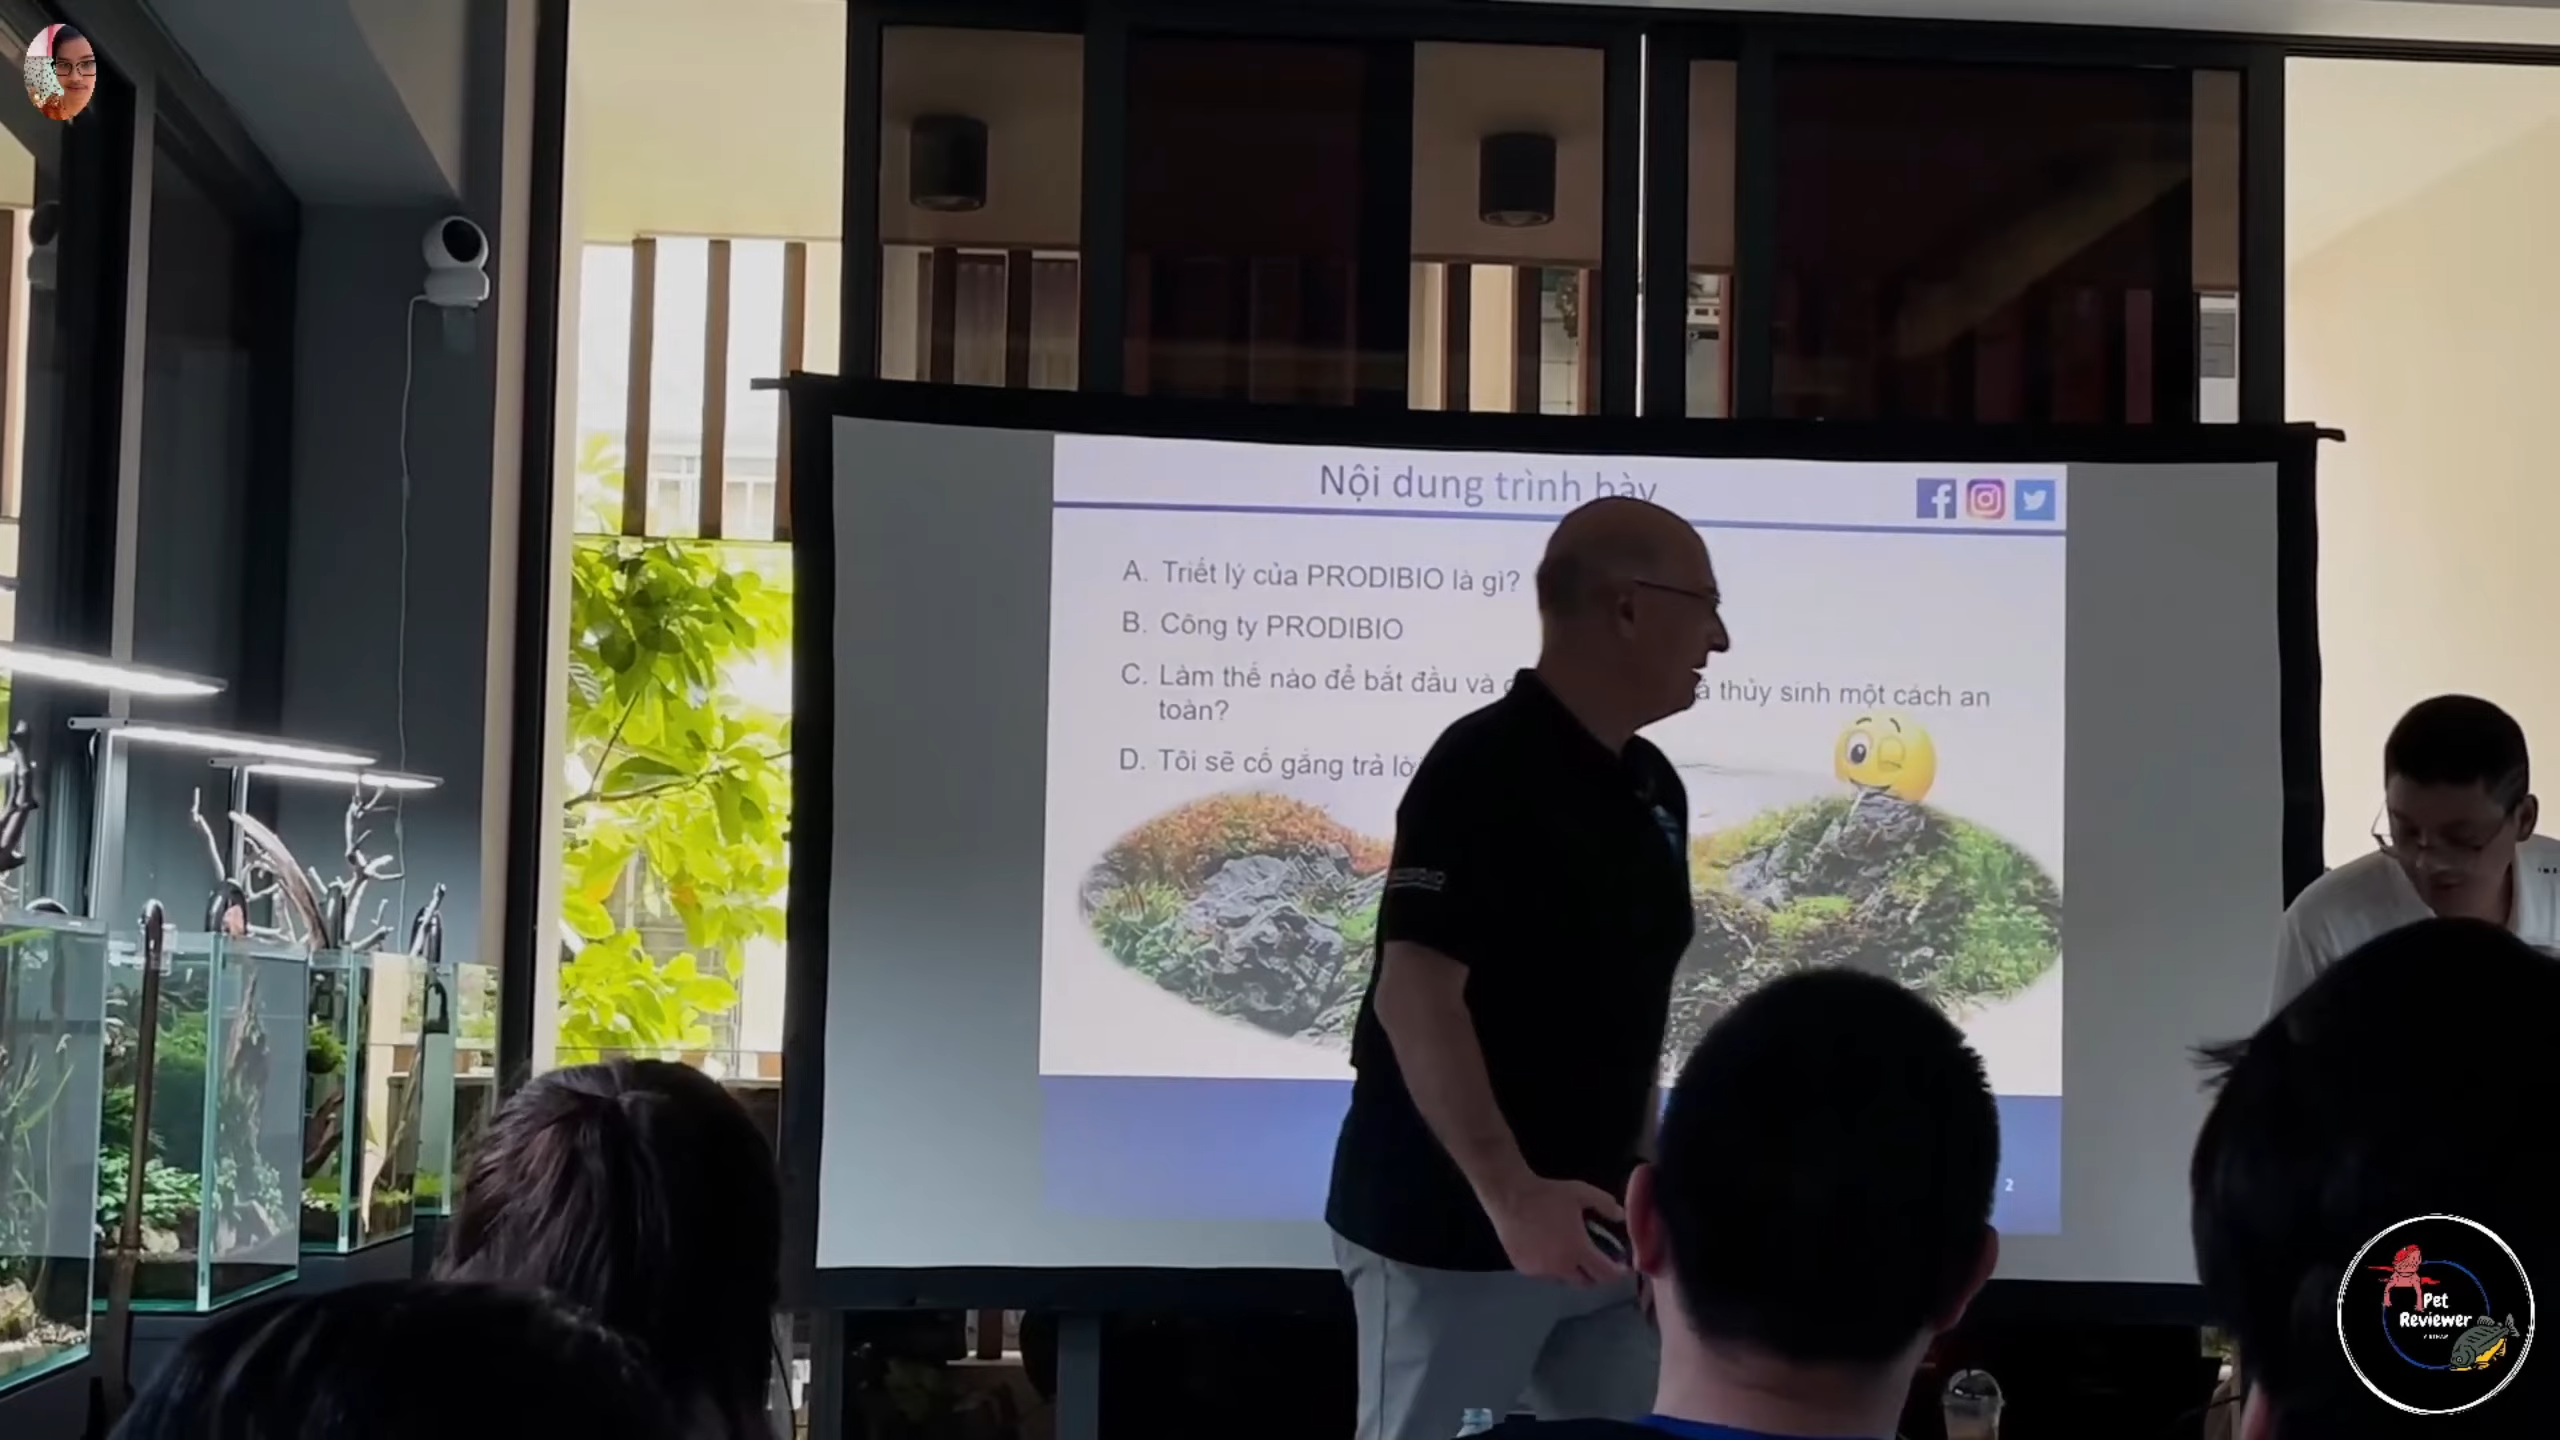 Nội dung trình bày
A. Triết lý của PRODIBIO là gì?
B. Công ty PRODIBIO
C. Làm thế nào để bắt đầu và thủy sinh một cách an
toàn?
D. Tôi sẽ cố gắng trả
2
Pet
Reviewer